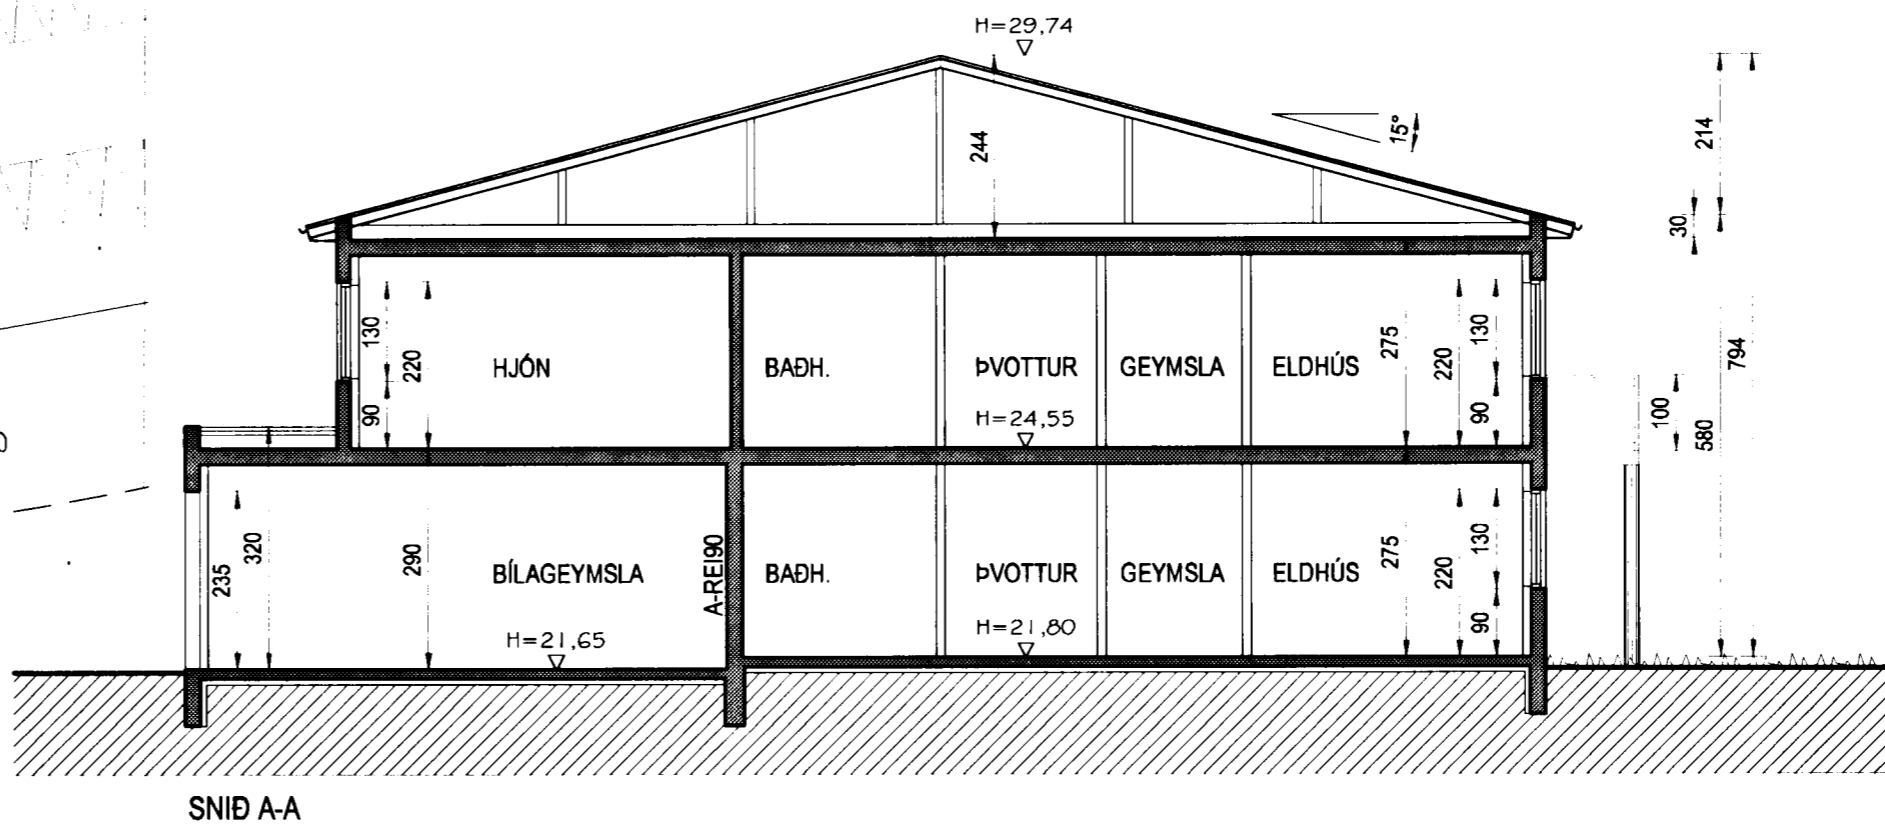 H=29,74
15°
244
214
30
130
220
90
HJÓN
BAÐH.
ÞVOTTUR
GEYMSLA
ELDHÚS
275
220
130
90
H=24,55
100
580
794
235
320
290
BÍLAGEYMSLA
A-REI90
BAÐH.
ÞVOTTUR
GEYMSLA
ELDHÚS
275
220
130
90
H=21,65
H=21,80
SNIÐ A-A